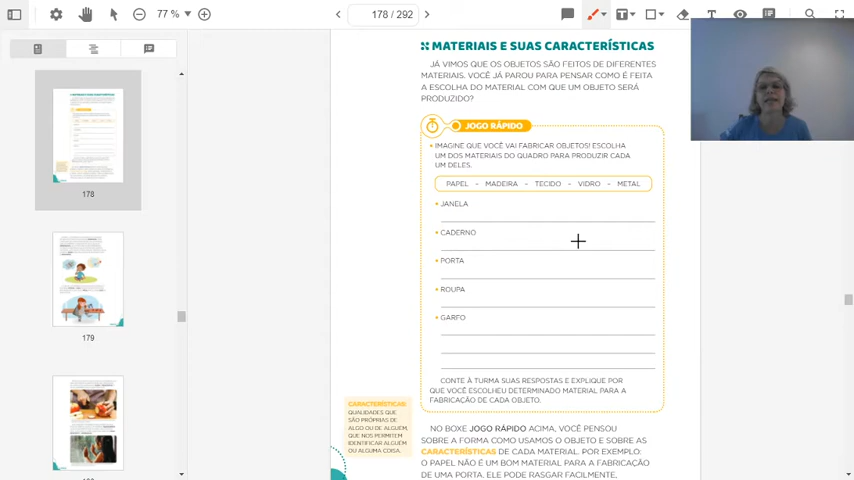 77 %
178 / 292
MATERIAIS E SUAS CARACTERÍSTICAS
JÁ VIMOS QUE OS OBJETOS SÃO FEITOS DE DIFERENTES
MATERIAIS. VOCÊ JÁ PAROU PARA PENSAR COMO É FEITA
A ESCOLHA DO MATERIAL COM QUE UM OBJETO SERÁ
PRODUZIDO?
JOGO RÁPIDO
• IMAGINE QUE VOCÊ VAI FABRICAR OBJETOS! ESCOLHA
UM DOS MATERIAIS DO QUADRO PARA PRODUZIR CADA
UM DELES.
PAPEL – MADEIRA – TECIDO – VIDRO – METAL
• JANELA
• CADERNO
• PORTA
• ROUPA
• GARFO
CONTE À TURMA SUAS RESPOSTAS E EXPLIQUE POR
QUE VOCÊ ESCOLHEU DETERMINADO MATERIAL PARA A
FABRICAÇÃO DE CADA OBJETO.
CARACTERÍSTICAS:
QUALIDADES QUE
SÃO PRÓPRIAS DE
ALGO OU DE ALGUÉM,
QUE NOS PERMITEM
IDENTIFICAR ALGUÉM
OU ALGUMA COISA.
NO BOXE JOGO RÁPIDO ACIMA, VOCÊ PENSOU
SOBRE A FORMA COMO USAMOS O OBJETO E SOBRE AS
CARACTERÍSTICAS DE CADA MATERIAL. POR EXEMPLO:
O PAPEL NÃO É UM BOM MATERIAL PARA A FABRICAÇÃO
DE UMA PORTA. ELE PODE RASGAR FACILMENTE,
178
179